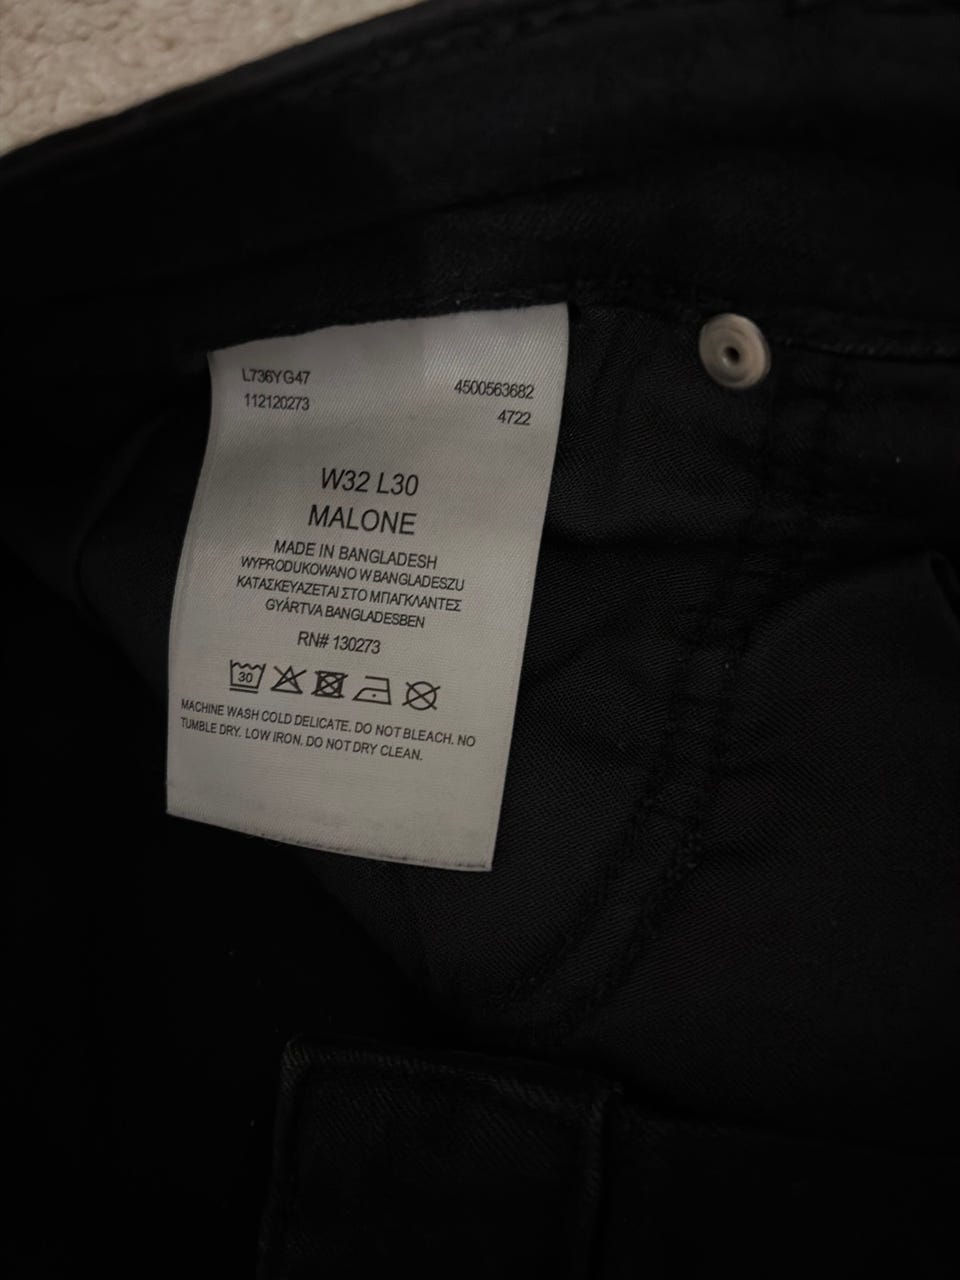 L736YG47
112120273
4500563682
4722
W32 L30
MALONE
MADE IN BANGLADESH
WYPRODUKOWANO W BANGLADESZU
ΚΑΤΑΣΚΕΥΑΖΕΤΑΙ ΣΤΟ ΜΠΑΓΚΛΑΝΤΕΣ
GYÁRTVA BANGLADESBEN
RN# 130273
30
MACHINE WASH COLD DELICATE. DO NOT BLEACH. NO
TUMBLE DRY. LOW IRON. DO NOT DRY CLEAN.